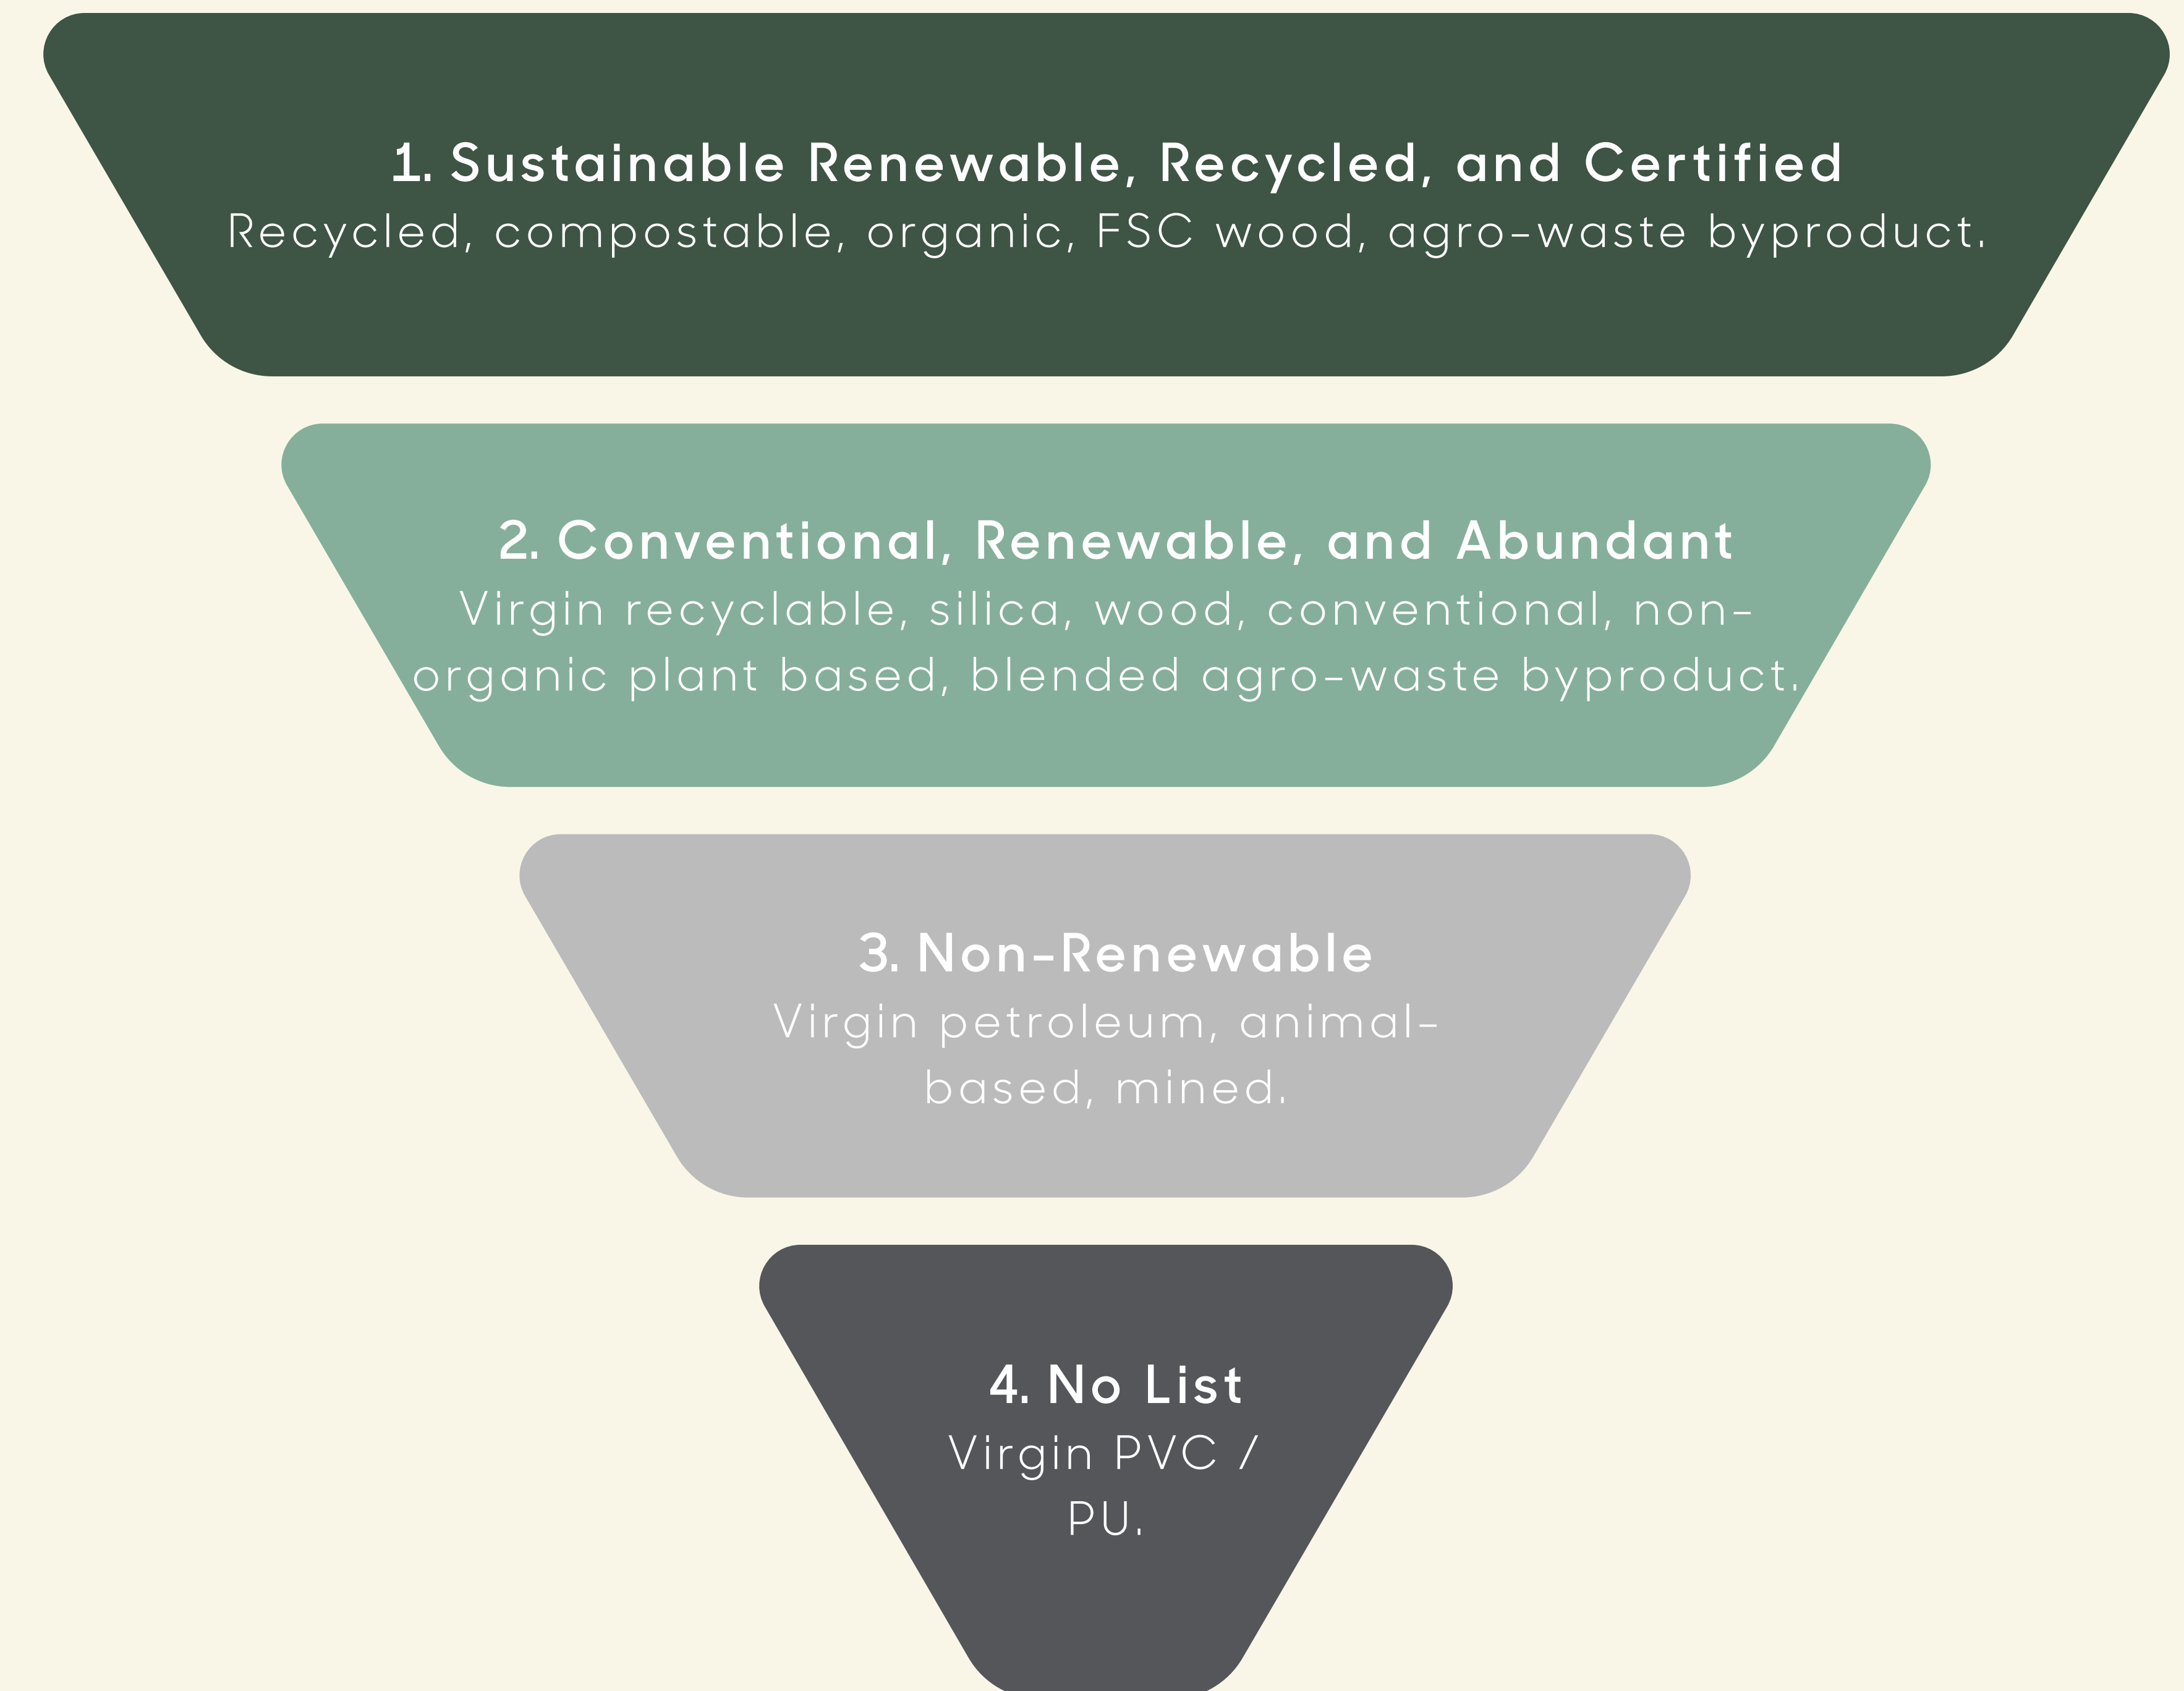 1. Sustainable Renewable, Recycled, and Certified
Recycled, compostable, organic, FSC wood, agro-waste byproduct.
2. Conventional, Renewable, and Abundant
Virgin recyclable, silica, wood, conventional, non-
organic plant based, blended agro-waste byproduct.
3. Non-Renewable
Virgin petroleum, animal-
based, mined.
4. No List
Virgin PVC /
PU.